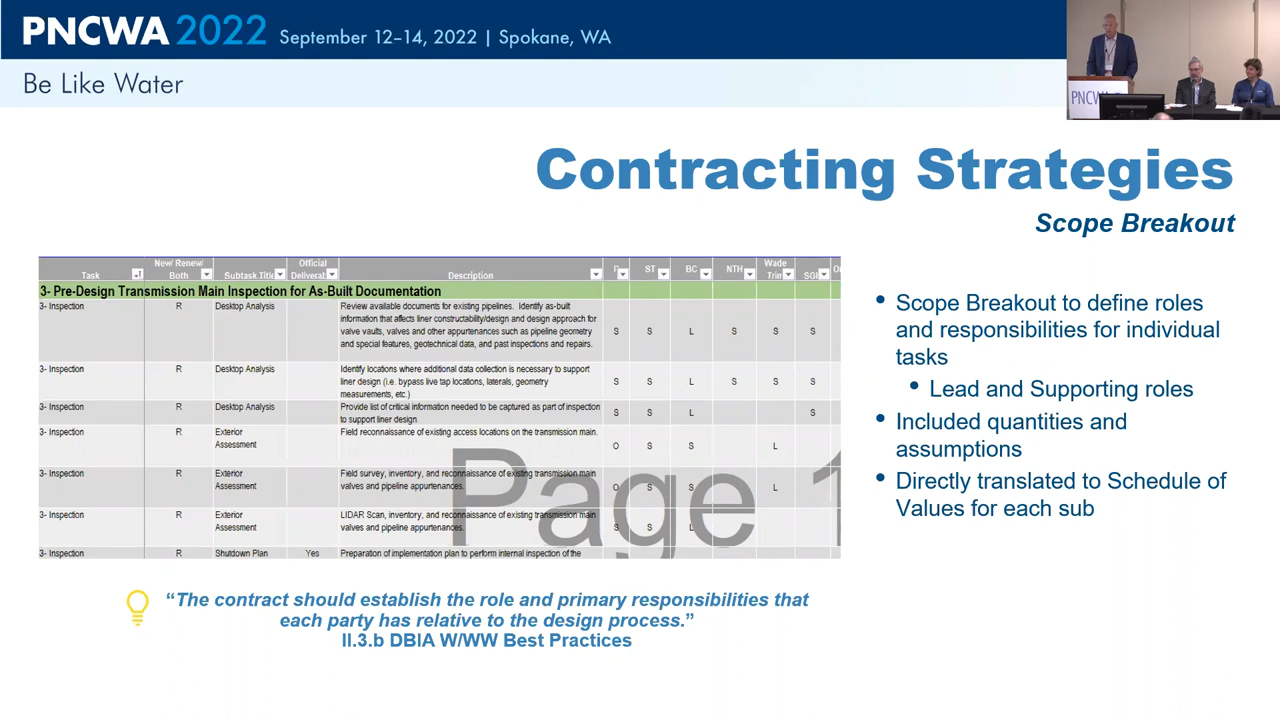 PNCWA 2022 September 12–14, 2022 | Spokane, WA
Be Like Water
PNCWA
Contracting Strategies
Scope Breakout
Task New/ Renew/ Both Subtask Title Official Deliverable Description ST BC NTH Wade Trim
3- Pre-Design Transmission Main Inspection for As-Built Documentation
3- Inspection R Desktop Analysis Review available documents for existing pipelines. Identify as-built
information that affects liner constructability/design and design approach for
valve vaults, valves and other appurtenances such as pipeline geometry
and special features, geotechnical data, and past inspections and repairs.
S S L S S S
3- Inspection R Desktop Analysis Identify locations where additional data collection is necessary to support
liner design (i.e. bypass live tap locations, laterals, geometry
measurements, etc.)
S S L S S S
3- Inspection R Desktop Analysis Provide list of critical information needed to be captured as part of inspection
to support liner design
S S L S
3- Inspection R Exterior Assessment Field reconnaissance of existing access locations on the transmission main.
O S S L
3- Inspection R Exterior Assessment Field survey, inventory, and reconnaissance of existing transmission main
valves and pipeline appurtenances.
O S S L
3- Inspection R Exterior Assessment LIDAR Scan, inventory, and reconnaissance of existing transmission main
valves and pipeline appurtenances.
S S L
3- Inspection R Shutdown Plan Yes Preparation of implementation plan to perform internal inspection of the
Page 1
• Scope Breakout to define roles
and responsibilities for individual
tasks
• Lead and Supporting roles
• Included quantities and
assumptions
• Directly translated to Schedule of
Values for each sub
“The contract should establish the role and primary responsibilities that
each party has relative to the design process.”
II.3.b DBIA W/WW Best Practices